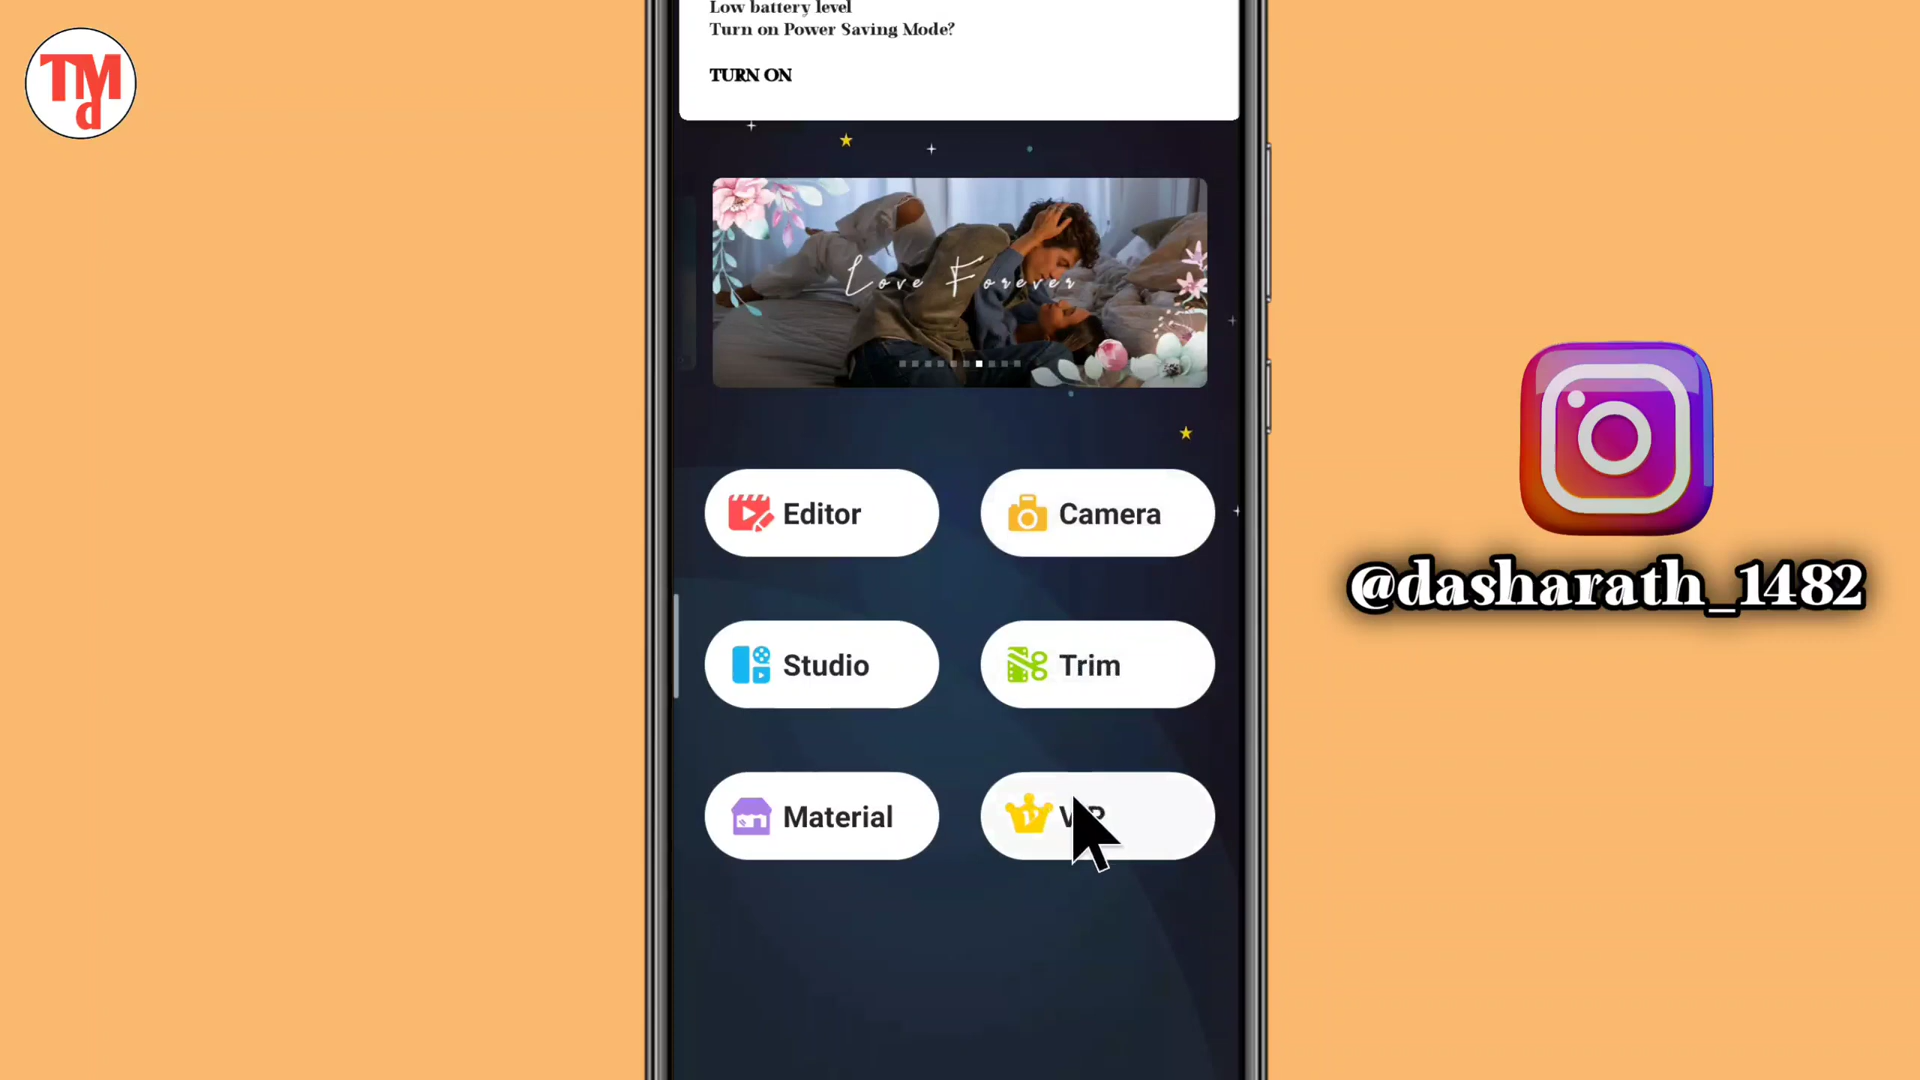 Low battery level
Turn on Power Saving Mode?
TURN ON
TMd
Love Forever
Editor
Camera
Studio
Trim
Material
@dasharath_1482